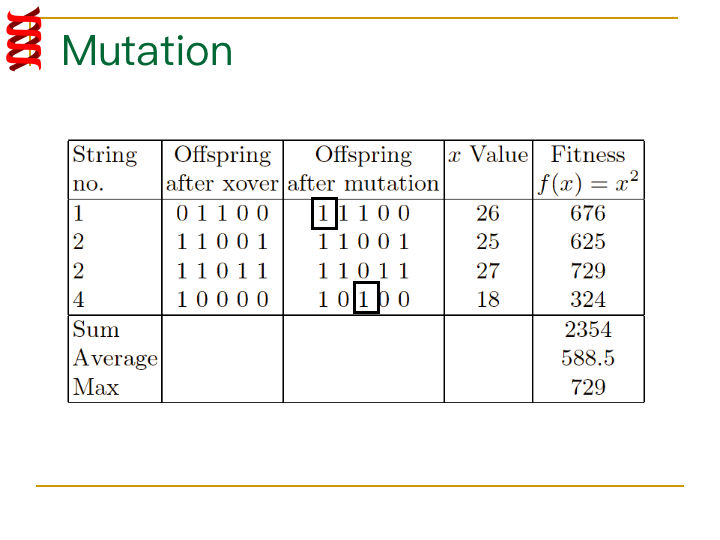 Mutation
String Offspring Offspring x Value Fitness
no. after xover after mutation f(x) = x²
1 0 1 1 0 0 1 1 1 0 0 26 676
2 1 1 0 0 1 1 1 0 0 1 25 625
2 1 1 0 1 1 1 1 0 1 1 27 729
4 1 0 0 0 0 1 0 1 0 0 18 324
Sum 2354
Average 588.5
Max 729